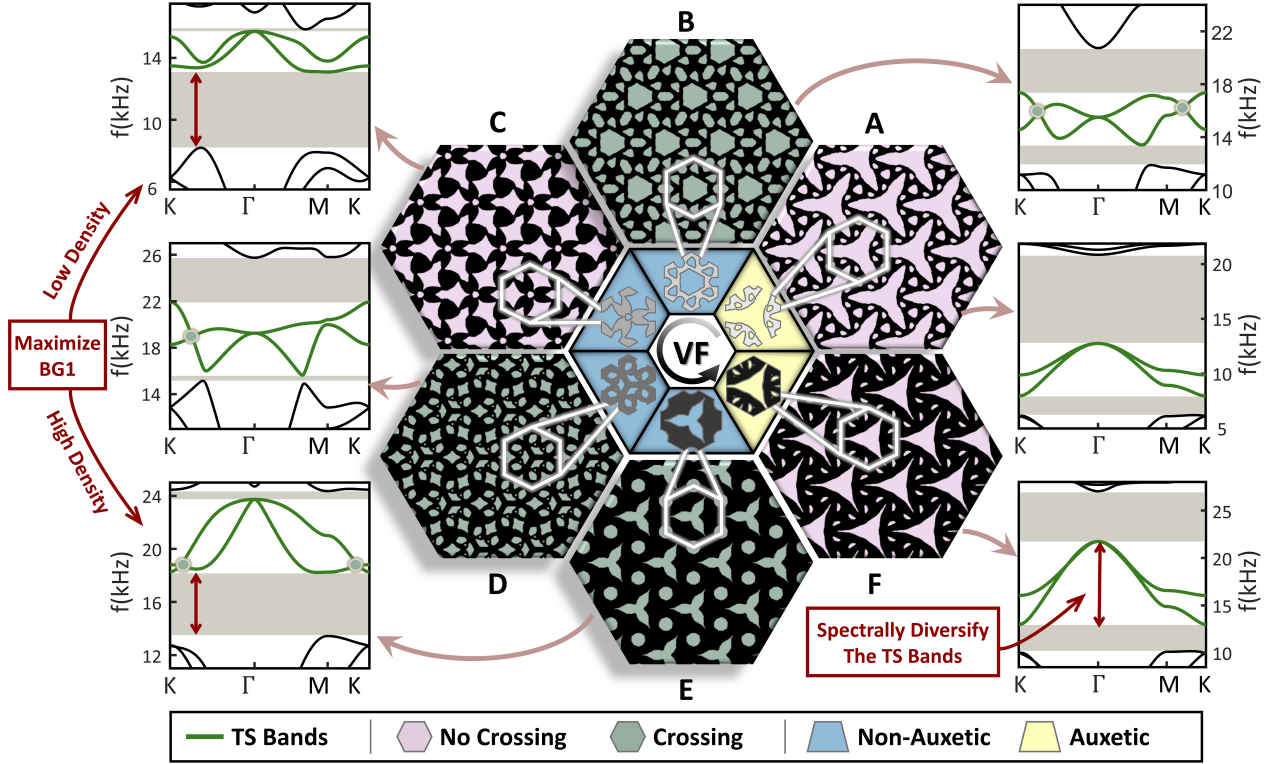 B
C
A
D
F
E
VF
14
10
6
f(kHz)
K Γ M K
26
22
18
14
f(kHz)
K Γ M K
24
20
16
12
f(kHz)
K Γ M K
22
18
14
10
f(kHz)
K Γ M K
20
15
10
5
f(kHz)
K Γ M K
25
20
15
10
f(kHz)
K Γ M K
Low Density
Maximize
BG1
High Density
Spectrally Diversify
The TS Bands
TS Bands No Crossing Crossing Non-Auxetic Auxetic